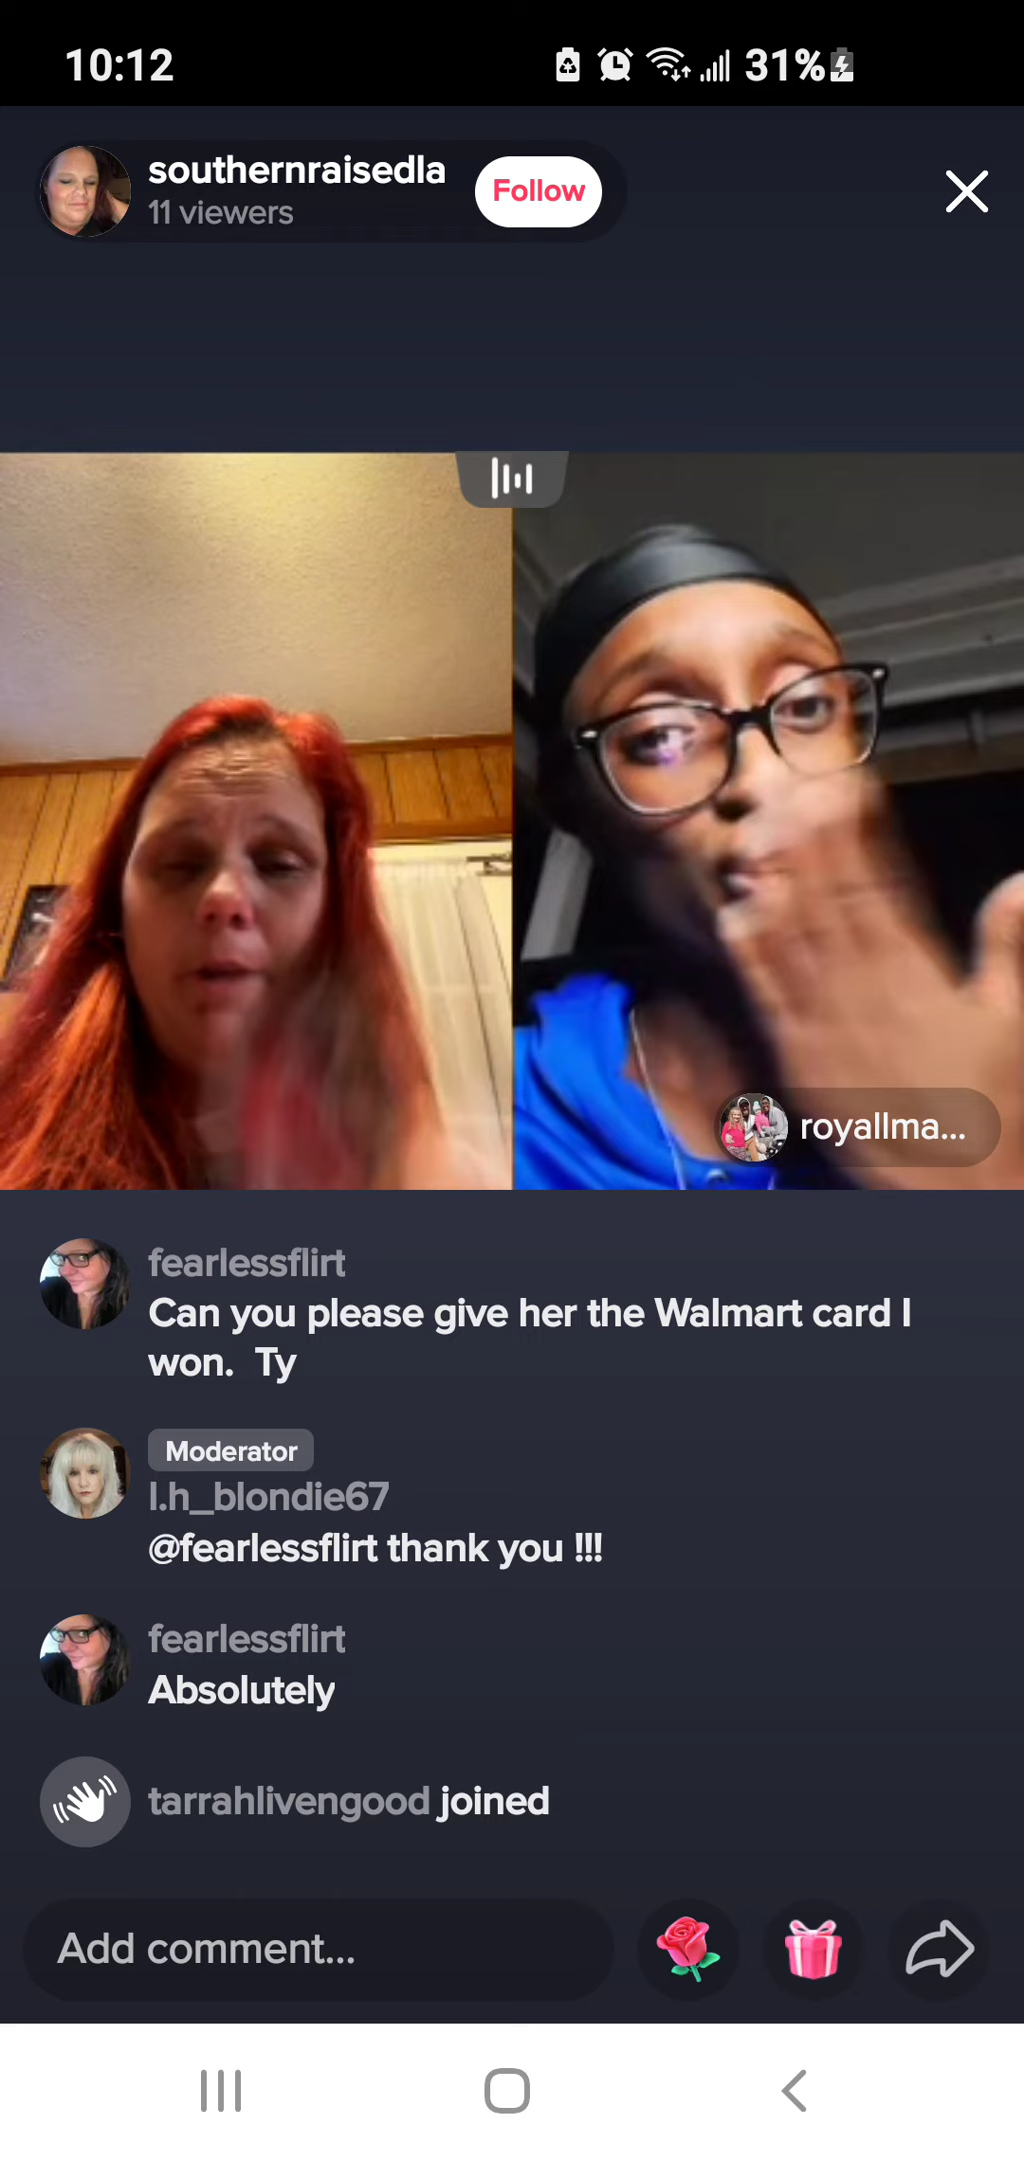 10:12
31%
southernraisedla
11 viewers
Follow
royallma...
fearlessflirt
Can you please give her the Walmart card I
won. Ty
Moderator
l.h_blondie67
@fearlessflirt thank you !!!
fearlessflirt
Absolutely
tarrahlivengood joined
Add comment...